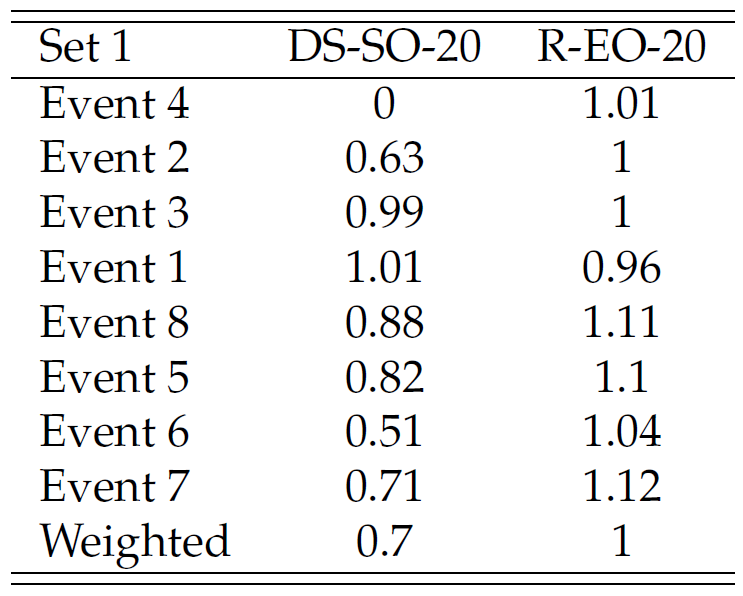 Set 1 DS-SO-20 R-EO-20
Event 4 0 1.01
Event 2 0.63 1
Event 3 0.99 1
Event 1 1.01 0.96
Event 8 0.88 1.11
Event 5 0.82 1.1
Event 6 0.51 1.04
Event 7 0.71 1.12
Weighted 0.7 1